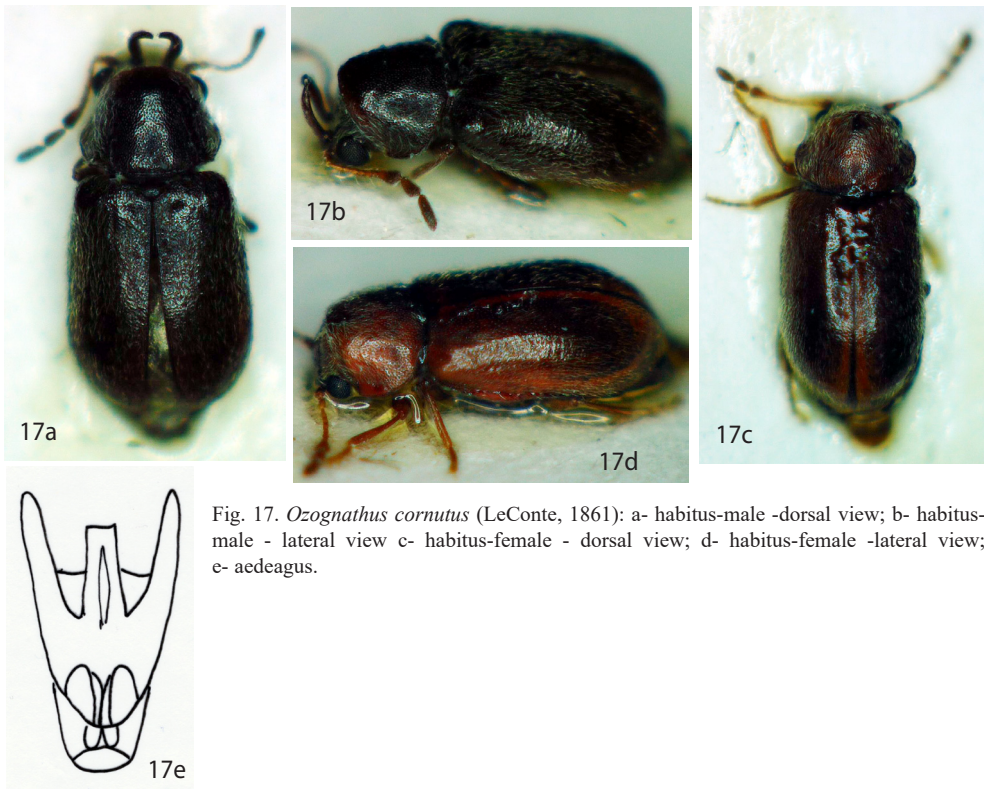 17a
17b
17c
17d
17e
Fig. 17. Ozognathus cornutus (LeConte, 1861): a- habitus-male -dorsal view; b- habitus-
male - lateral view c- habitus-female - dorsal view; d- habitus-female -lateral view;
e- aedeagus.